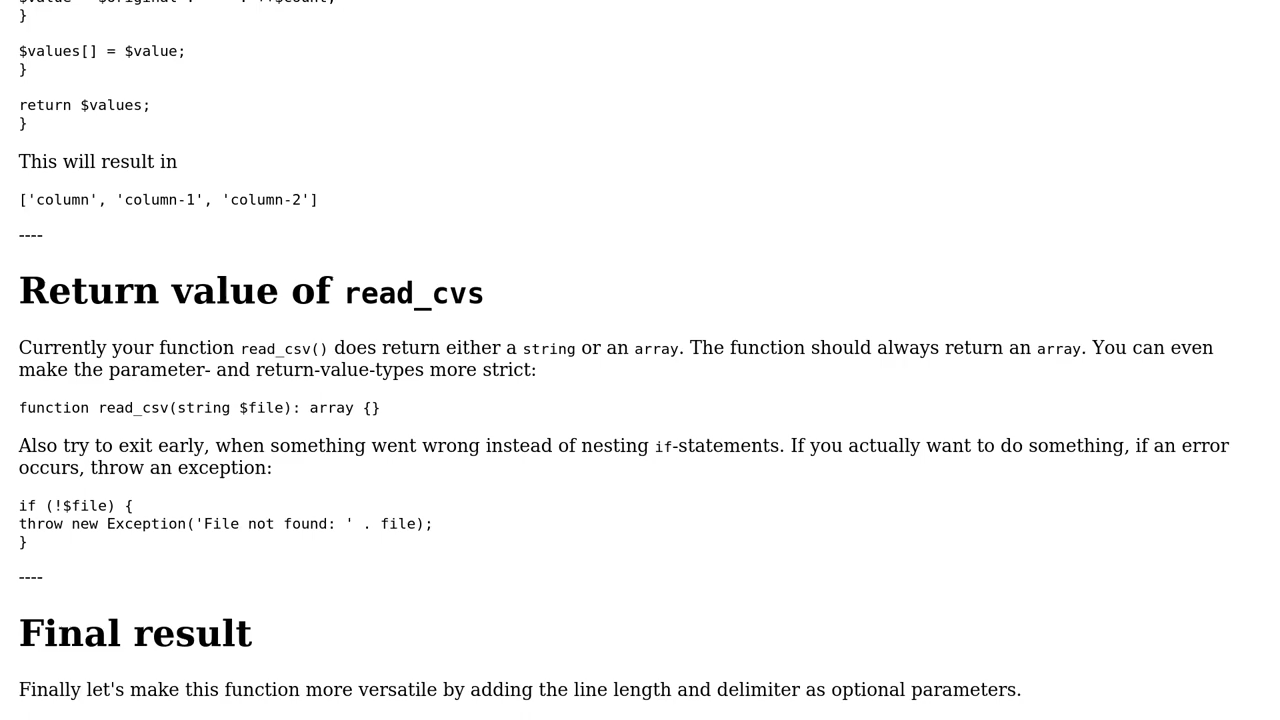 }
$values[] = $value;
}
return $values;
}
This will result in
['column', 'column-1', 'column-2']
----
Return value of read_cvs
Currently your function read_csv() does return either a string or an array. The function should always return an array. You can even
make the parameter- and return-value-types more strict:
function read_csv(string $file): array {}
Also try to exit early, when something went wrong instead of nesting if-statements. If you actually want to do something, if an error
occurs, throw an exception:
if (!$file) {
throw new Exception('File not found: ' . file);
}
----
Final result
Finally let's make this function more versatile by adding the line length and delimiter as optional parameters.